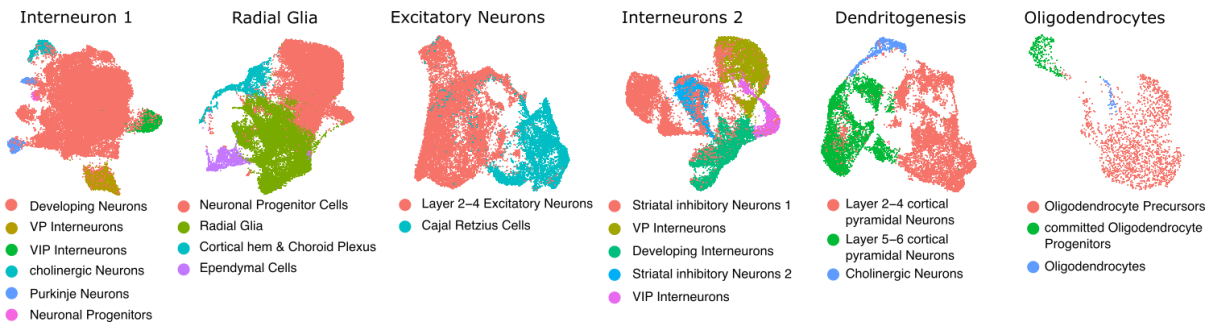 Interneuron 1
Radial Glia
Excitatory Neurons
Interneurons 2
Dendritogenesis
Oligodendrocytes
Developing Neurons
VP Interneurons
VIP Interneurons
cholinergic Neurons
Purkinje Neurons
Neuronal Progenitors
Neuronal Progenitor Cells
Radial Glia
Cortical hem & Choroid Plexus
Ependymal Cells
Layer 2−4 Excitatory Neurons
Cajal Retzius Cells
Striatal inhibitory Neurons 1
VP Interneurons
Developing Interneurons
Striatal inhibitory Neurons 2
VIP Interneurons
Layer 2−4 cortical
pyramidal Neurons
Layer 5−6 cortical
pyramidal Neurons
Cholinergic Neurons
Oligodendrocyte Precursors
committed Oligodendrocyte
Progenitors
Oligodendrocytes